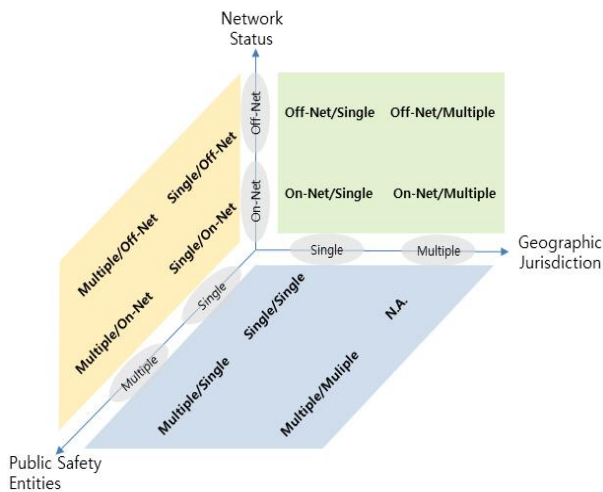 Network
Status
Off-Net
On-Net
Off-Net/Single
Off-Net/Multiple
On-Net/Single
On-Net/Multiple
Single/Off-Net
Multiple/Off-Net
Single/On-Net
Multiple/On-Net
Single
Multiple
Geographic
Jurisdiction
Single
Multiple
Single/Single
N.A.
Multiple/Single
Multiple/Muliple
Public Safety
Entities